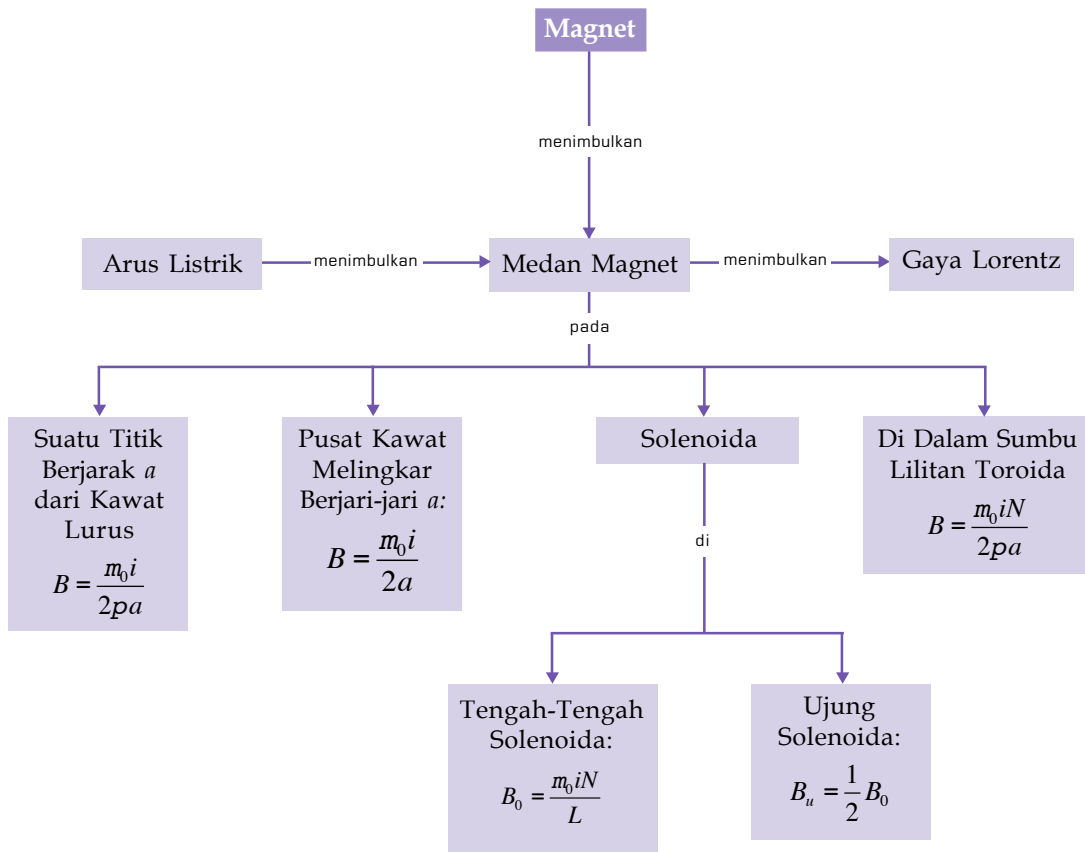 Magnet
menimbulkan
Arus Listrik
menimbulkan
Medan Magnet
menimbulkan
Gaya Lorentz
pada
Suatu Titik
Berjarak a
dari Kawat
Lurus
B = m₀i / 2pa
Pusat Kawat
Melingkar
Berjari-jari a:
B = m₀i / 2a
Solenoida
Di Dalam Sumbu
Lilitan Toroida
B = m₀iN / 2pa
di
Tengah-Tengah
Solenoida:
B₀ = m₀iN / L
Ujung
Solenoida:
Bᵤ = 1/2 B₀